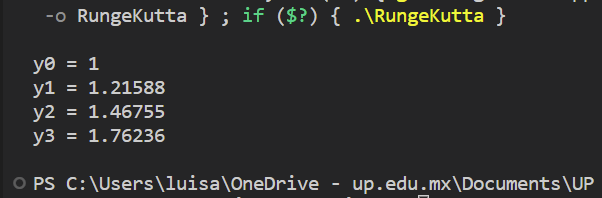 -o RungeKutta } ; if ($?) { .\RungeKutta }
y0 = 1
y1 = 1.21588
y2 = 1.46755
y3 = 1.76236
PS C:\Users\luisa\OneDrive - up.edu.mx\Documents\UP